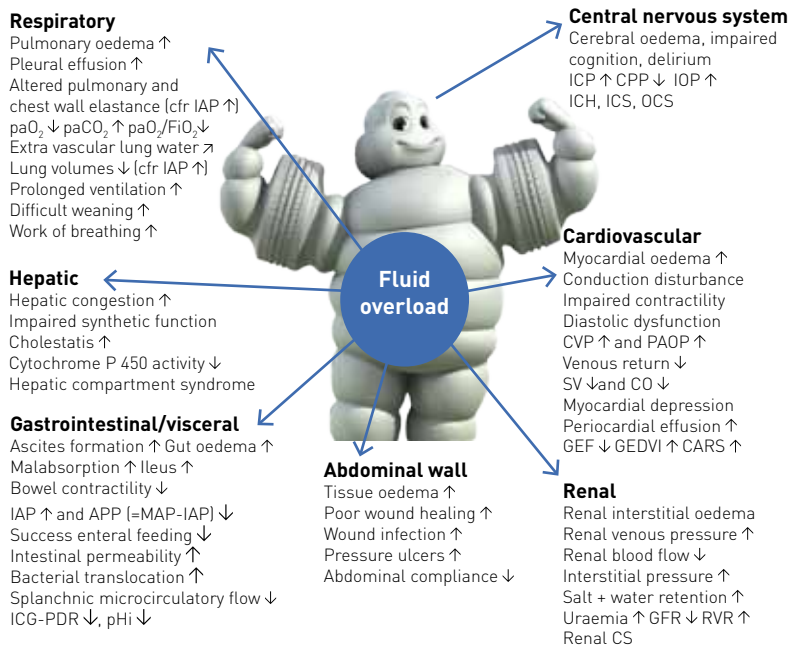 Respiratory
Pulmonary oedema ↑
Pleural effusion ↑
Altered pulmonary and
chest wall elastance (cfr IAP ↑)
paO₂ ↓ paCO₂ ↑ paO₂/FiO₂↓
Extra vascular lung water ↗
Lung volumes ↓ (cfr IAP ↑)
Prolonged ventilation ↑
Difficult weaning ↑
Work of breathing ↑
Central nervous system
Cerebral oedema, impaired
cognition, delirium
ICP ↑ CPP ↓ IOP ↑
ICH, ICS, OCS
Fluid
overload
Hepatic
Hepatic congestion ↑
Impaired synthetic function
Cholestatis ↑
Cytochrome P 450 activity ↓
Hepatic compartment syndrome
Cardiovascular
Myocardial oedema ↑
Conduction disturbance
Impaired contractility
Diastolic dysfunction
CVP ↑ and PAOP ↑
Venous return ↓
SV ↓and CO ↓
Myocardial depression
Periocardial effusion ↑
GEF ↓ GEDVI ↑ CARS ↑
Gastrointestinal/visceral
Ascites formation ↑ Gut oedema ↑
Malabsorption ↑ Ileus ↑
Bowel contractility ↓
IAP ↑ and APP (=MAP-IAP) ↓
Success enteral feeding ↓
Intestinal permeability ↑
Bacterial translocation ↑
Splanchnic microcirculatory flow ↓
ICG-PDR ↓, pHi ↓
Abdominal wall
Tissue oedema ↑
Poor wound healing ↑
Wound infection ↑
Pressure ulcers ↑
Abdominal compliance ↓
Renal
Renal interstitial oedema
Renal venous pressure ↑
Renal blood flow ↓
Interstitial pressure ↑
Salt + water retention ↑
Uraemia ↑ GFR ↓ RVR ↑
Renal CS